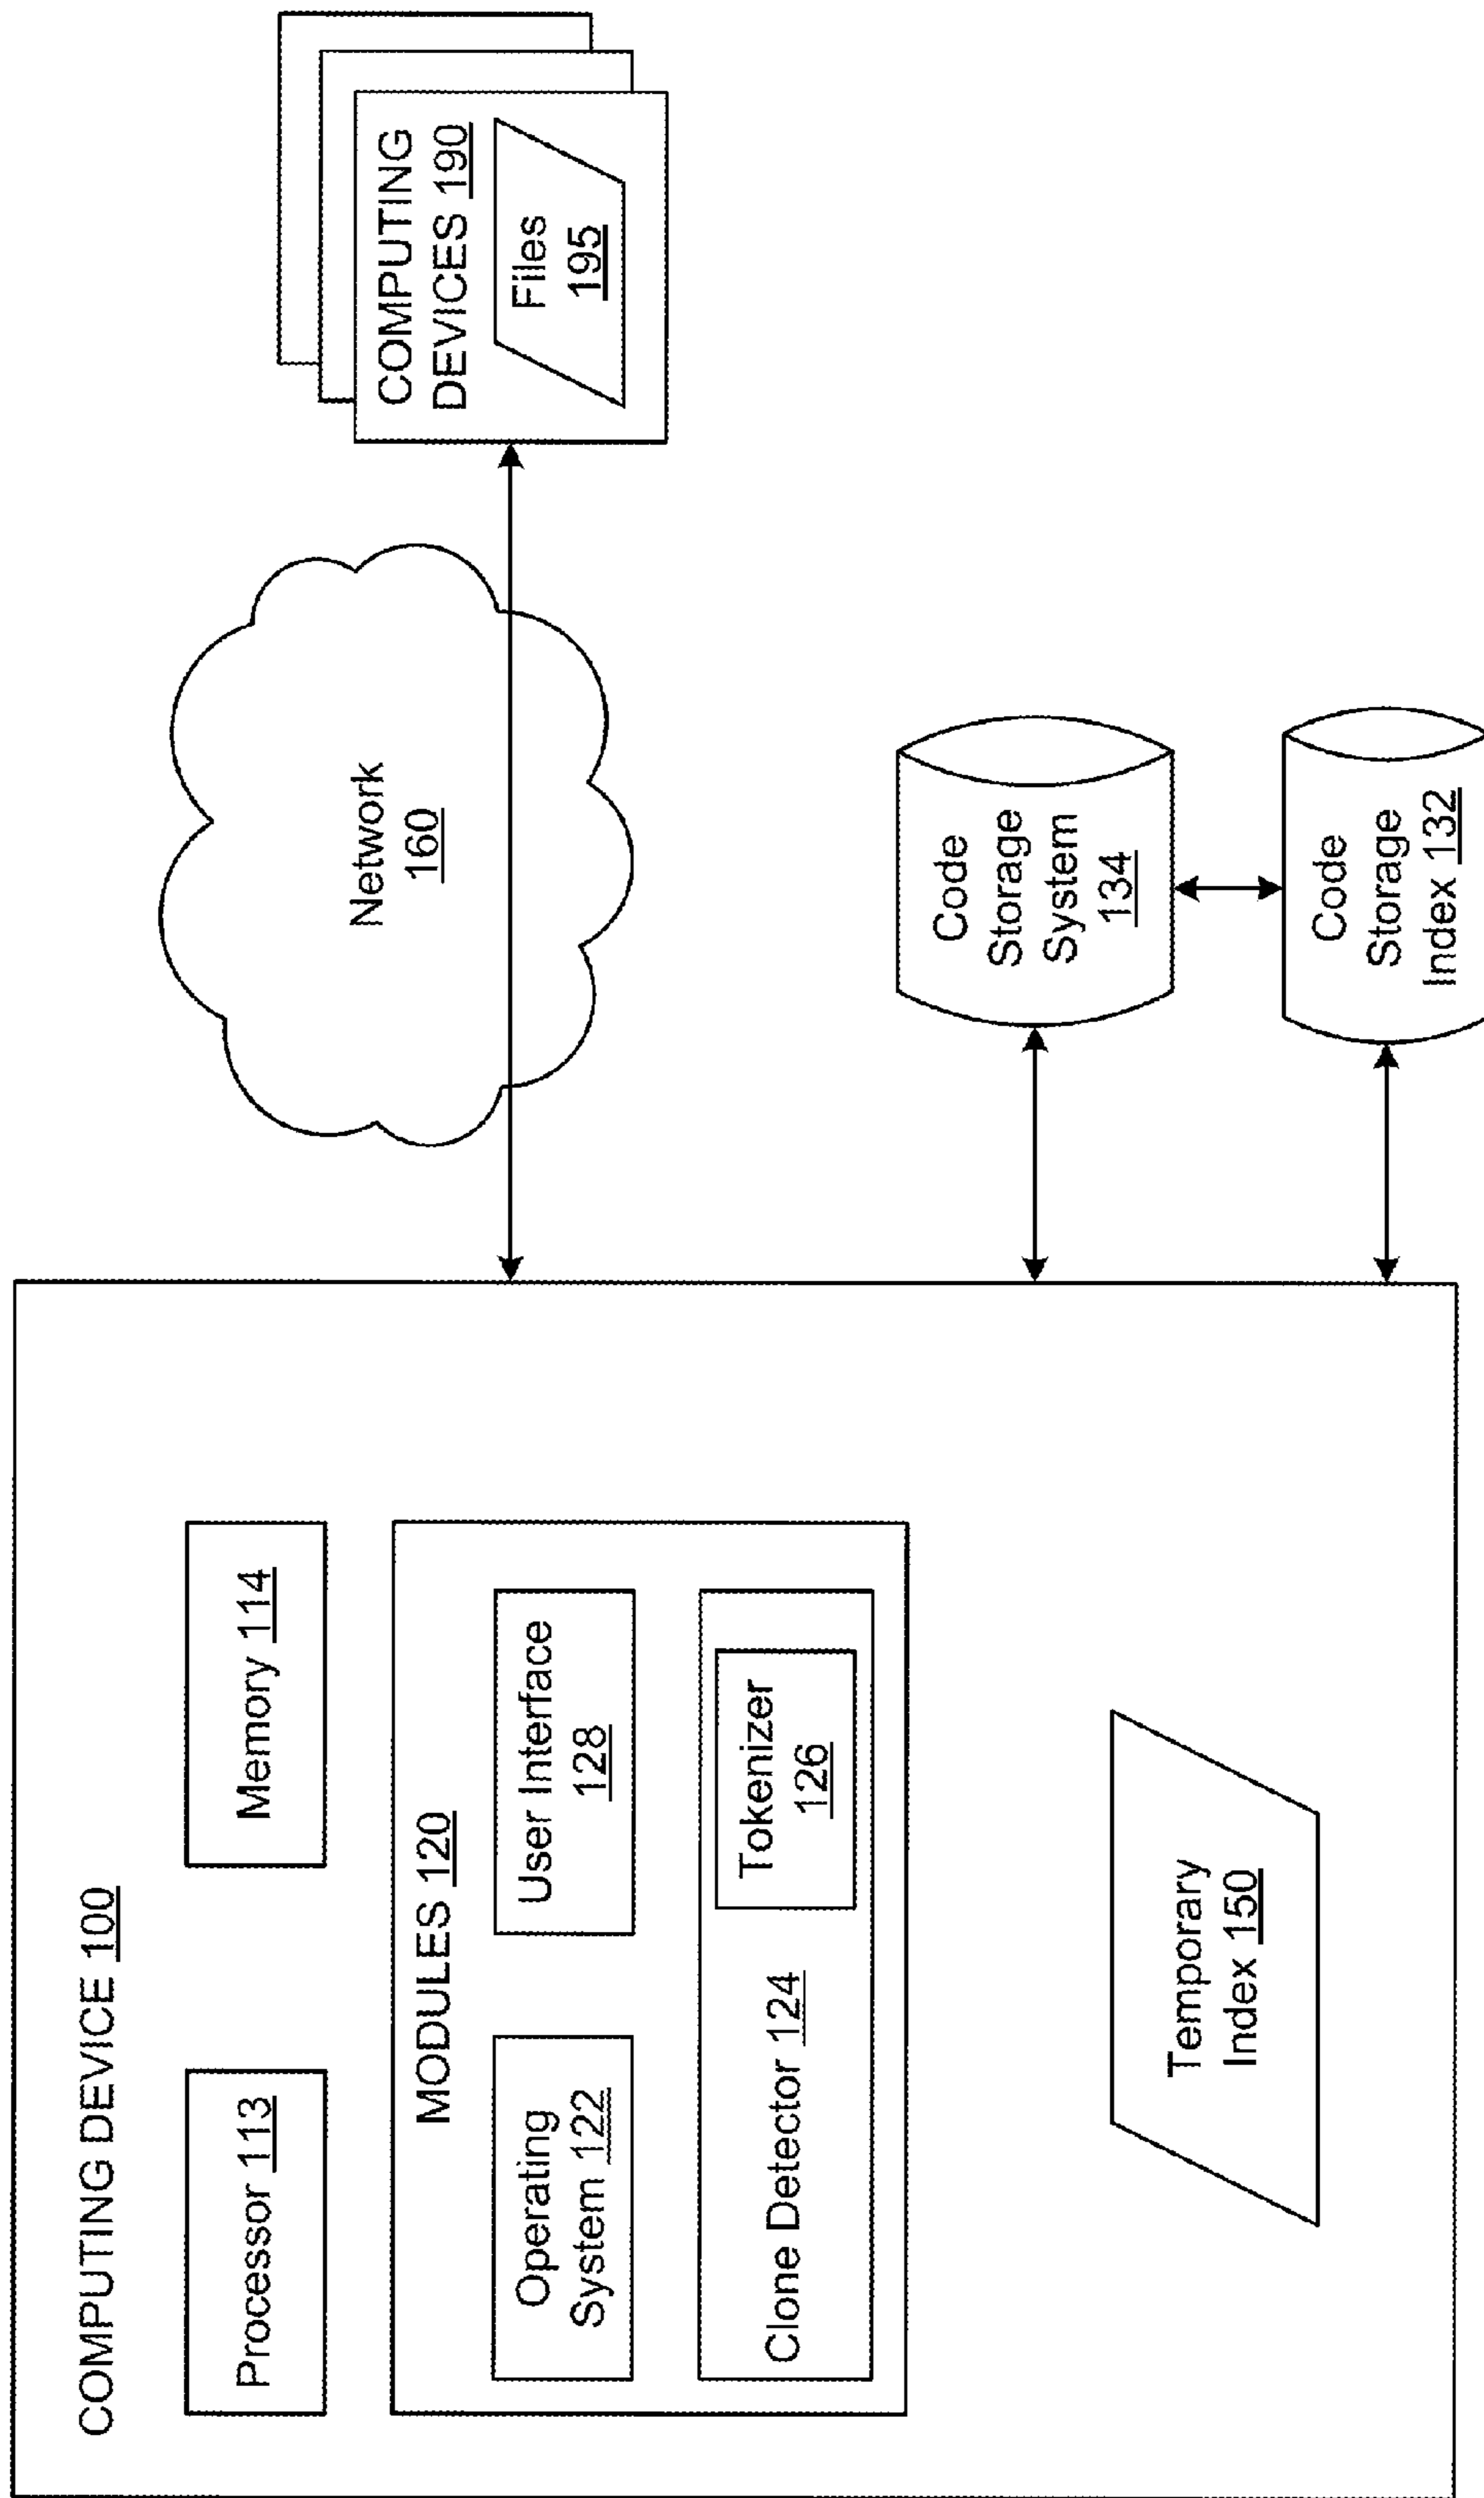 COMPUTING DEVICE 100
Processor 113
Memory 114
MODULES 120
Operating
System 122
User Interface
128
Clone Detector 124
Tokenizer
126
Temporary
Index 150
Network
160
COMPUTING
DEVICES 190
Files
195
Code
Storage
System
134
Code
Storage
Index 132